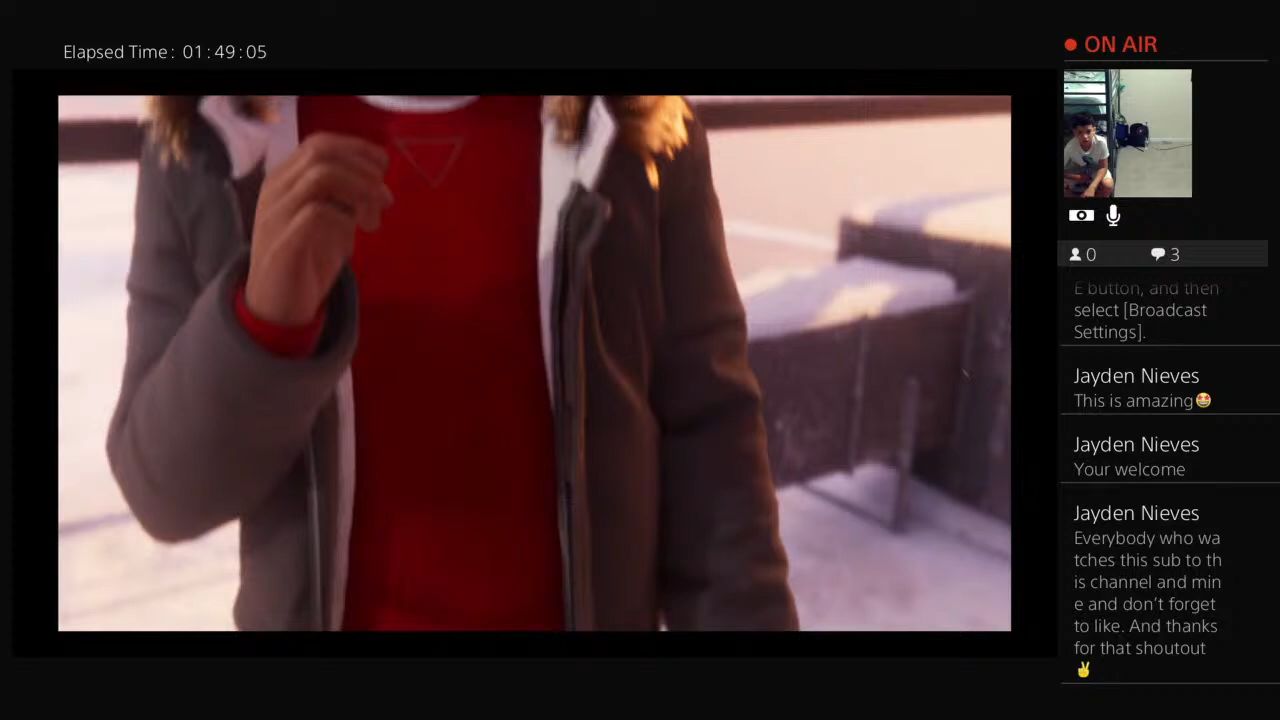 Elapsed Time: 01:49:05
ON AIR
0 3
E button, and then
select [Broadcast
Settings].
Jayden Nieves
This is amazing🤩
Jayden Nieves
Your welcome
Jayden Nieves
Everybody who wa
tches this sub to th
is channel and min
e and don't forget
to like. And thanks
for that shoutout
✌